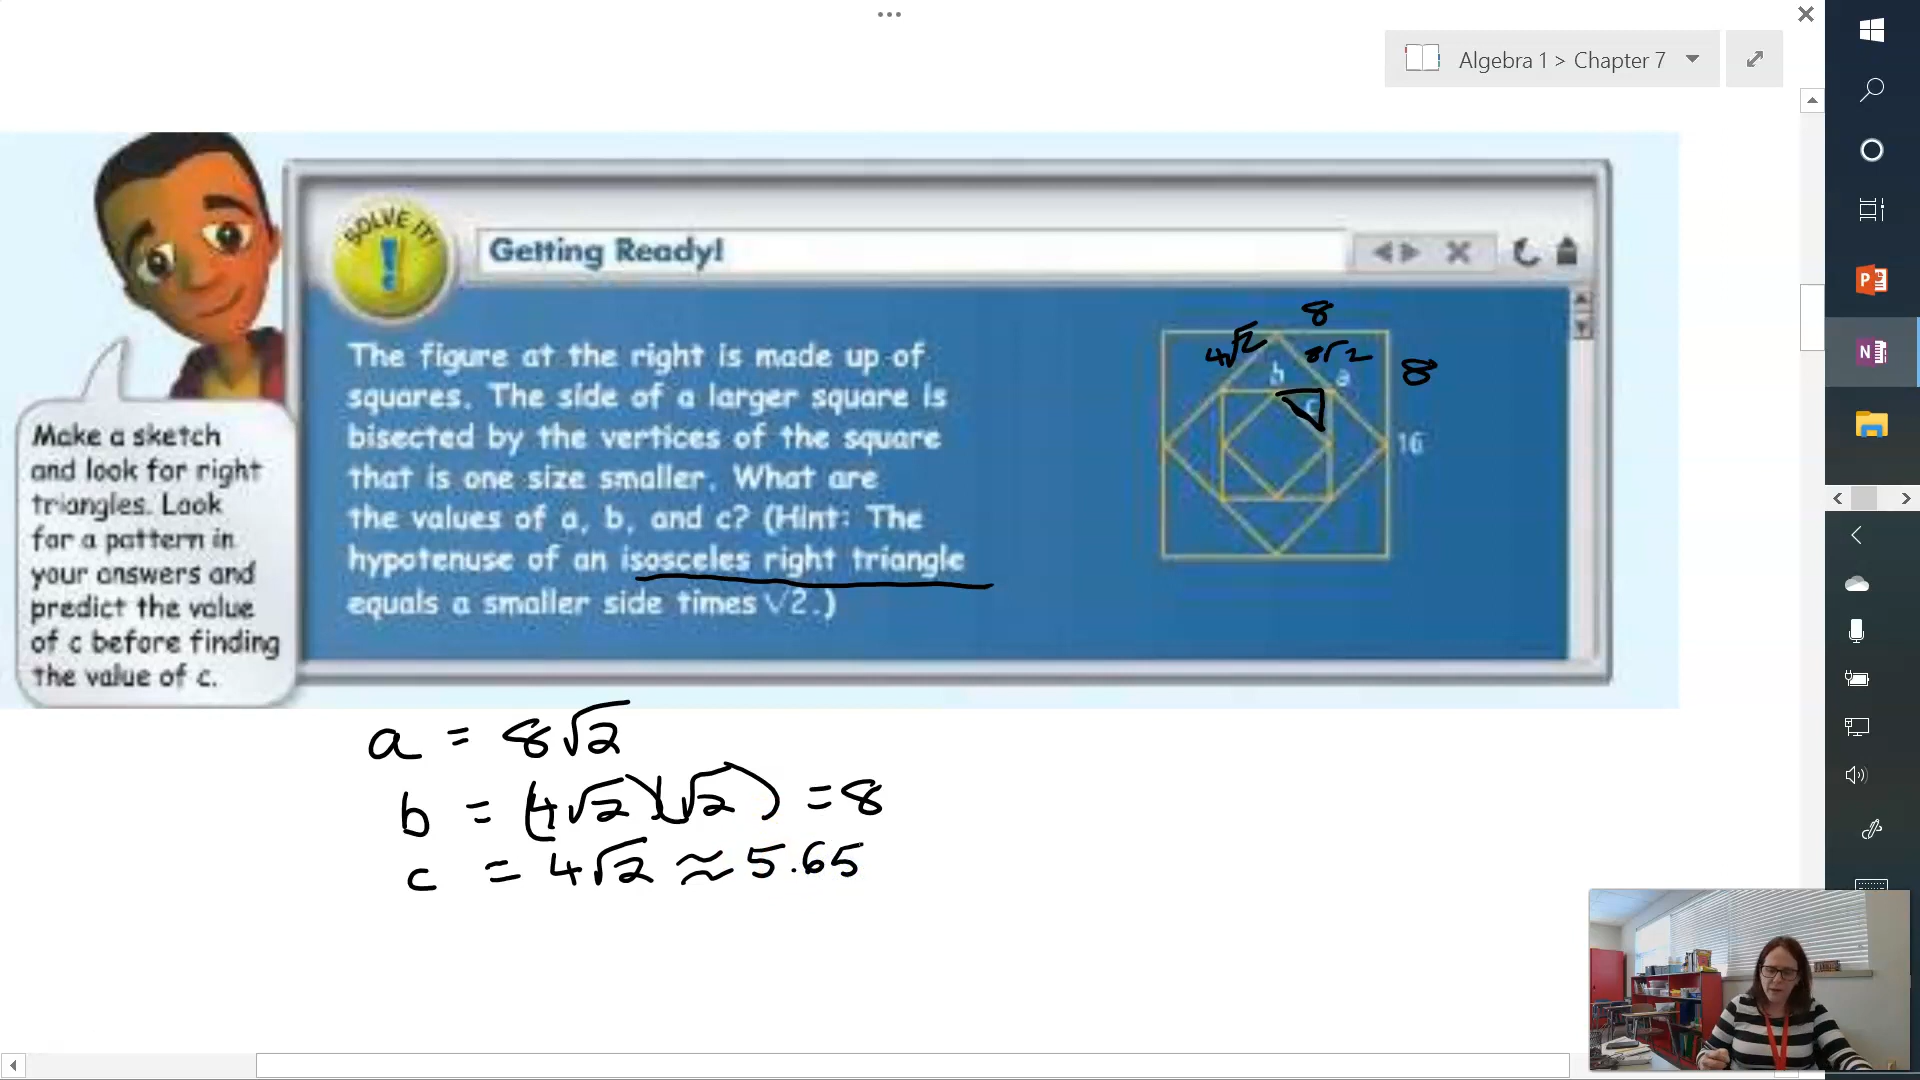 Algebra 1 > Chapter 7
SOLVE IT!
!
Getting Ready!
The figure at the right is made up of
squares. The side of a larger square is
bisected by the vertices of the square
that is one size smaller. What are
the values of a, b, and c? (Hint: The
hypotenuse of an isosceles right triangle
equals a smaller side times √2.)
Make a sketch
and look for right
triangles. Look
for a pattern in
your answers and
predict the value
of c before finding
the value of c.
8
4√2
8√2
8
b
a
c
16
a = 8√2
b = (4√2)(√2) = 8
c = 4√2 ≈ 5.65
P
N